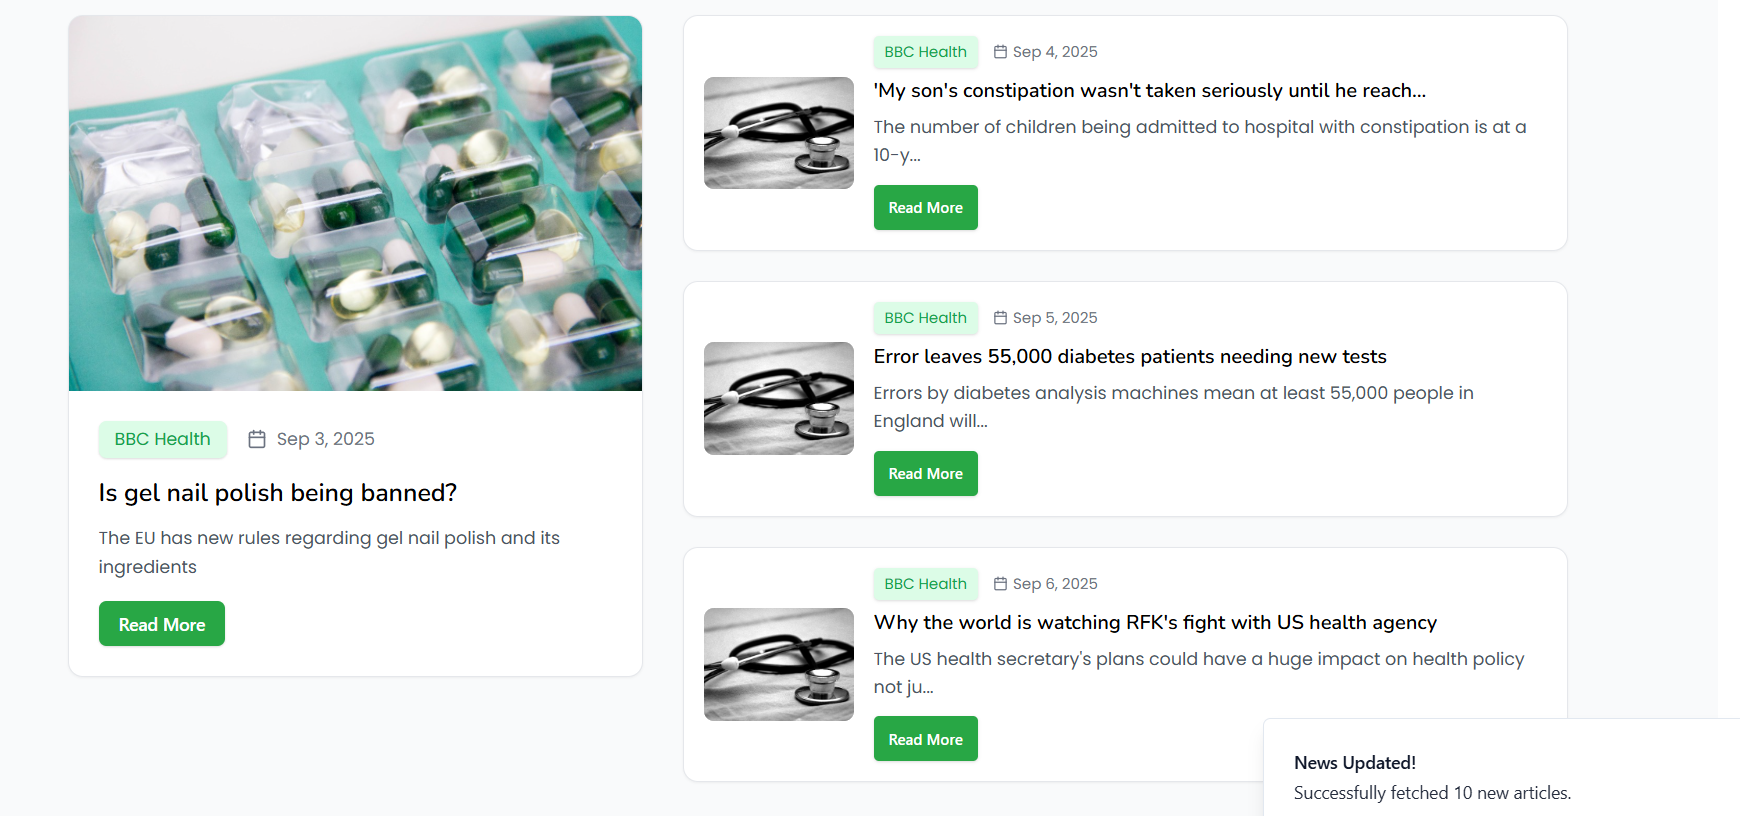 BBC Health Sep 3, 2025
Is gel nail polish being banned?
The EU has new rules regarding gel nail polish and its
ingredients
Read More
BBC Health Sep 4, 2025
'My son's constipation wasn't taken seriously until he reach...
The number of children being admitted to hospital with constipation is at a
10-y...
Read More
BBC Health Sep 5, 2025
Error leaves 55,000 diabetes patients needing new tests
Errors by diabetes analysis machines mean at least 55,000 people in
England will...
Read More
BBC Health Sep 6, 2025
Why the world is watching RFK's fight with US health agency
The US health secretary's plans could have a huge impact on health policy
not ju...
Read More
News Updated!
Successfully fetched 10 new articles.